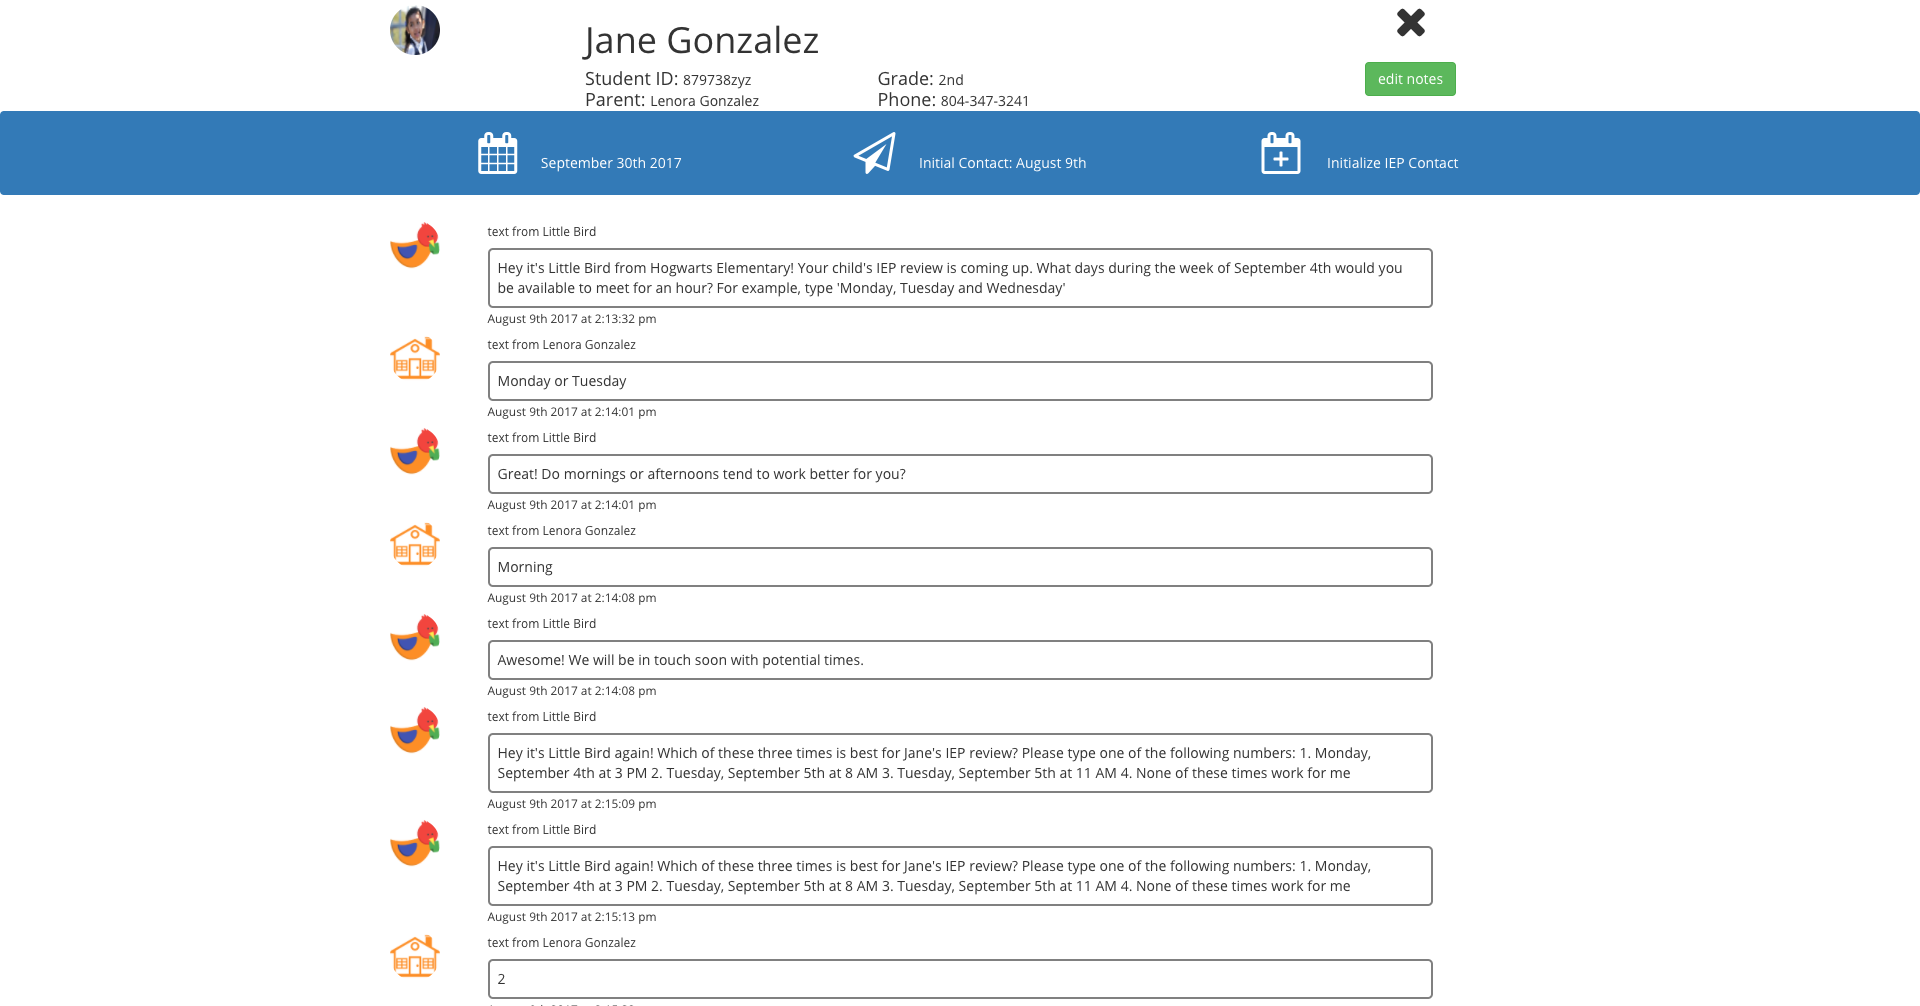 Jane Gonzalez
edit notes
Student ID: 879738zyz Grade: 2nd
Parent: Lenora Gonzalez Phone: 804-347-3241
September 30th 2017 Initial Contact: August 9th Initialize IEP Contact
text from Little Bird
Hey it's Little Bird from Hogwarts Elementary! Your child's IEP review is coming up. What days during the week of September 4th would you
be available to meet for an hour? For example, type 'Monday, Tuesday and Wednesday'
August 9th 2017 at 2:13:32 pm
text from Lenora Gonzalez
Monday or Tuesday
August 9th 2017 at 2:14:01 pm
text from Little Bird
Great! Do mornings or afternoons tend to work better for you?
August 9th 2017 at 2:14:01 pm
text from Lenora Gonzalez
Morning
August 9th 2017 at 2:14:08 pm
text from Little Bird
Awesome! We will be in touch soon with potential times.
August 9th 2017 at 2:14:08 pm
text from Little Bird
Hey it's Little Bird again! Which of these three times is best for Jane's IEP review? Please type one of the following numbers: 1. Monday,
September 4th at 3 PM 2. Tuesday, September 5th at 8 AM 3. Tuesday, September 5th at 11 AM 4. None of these times work for me
August 9th 2017 at 2:15:09 pm
text from Little Bird
Hey it's Little Bird again! Which of these three times is best for Jane's IEP review? Please type one of the following numbers: 1. Monday,
September 4th at 3 PM 2. Tuesday, September 5th at 8 AM 3. Tuesday, September 5th at 11 AM 4. None of these times work for me
August 9th 2017 at 2:15:13 pm
text from Lenora Gonzalez
2